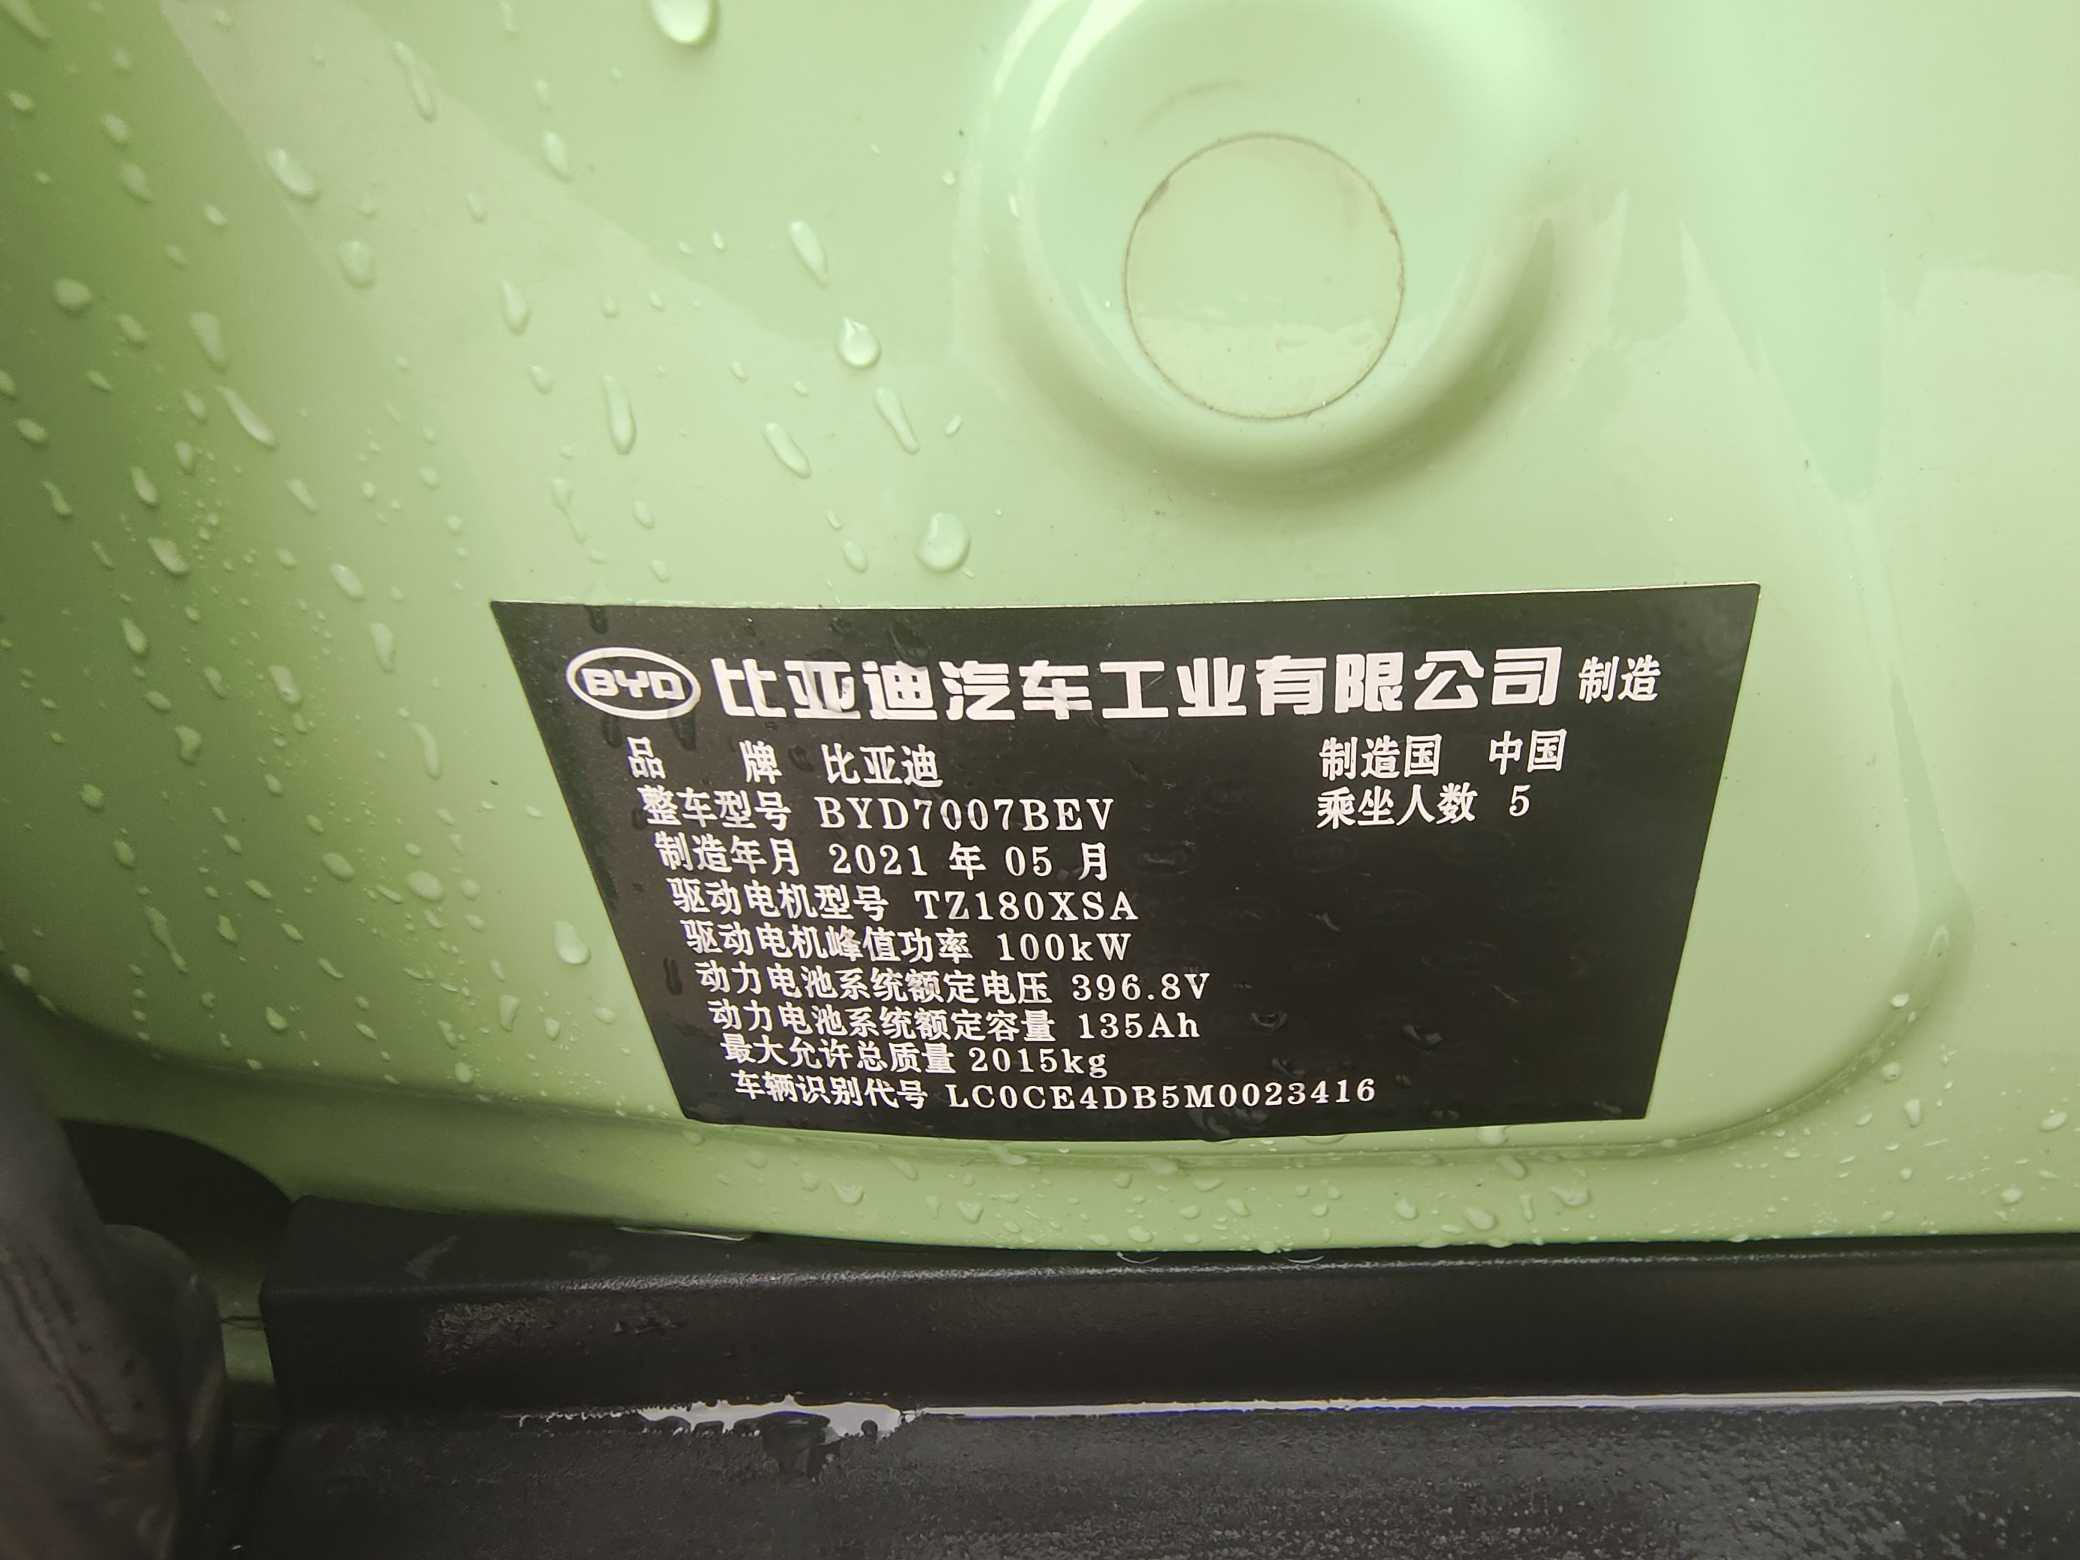 BYD 比亚迪汽车工业有限公司 制造
品 牌 比亚迪 制造国 中国
整车型号 BYD7007BEV 乘坐人数 5
制造年月 2021 年 05 月
驱动电机型号 TZ180XSA
驱动电机峰值功率 100kW
动力电池系统额定电压 396.8V
动力电池系统额定容量 135Ah
最大允许总质量 2015kg
车辆识别代号 LC0CE4DB5M0023416